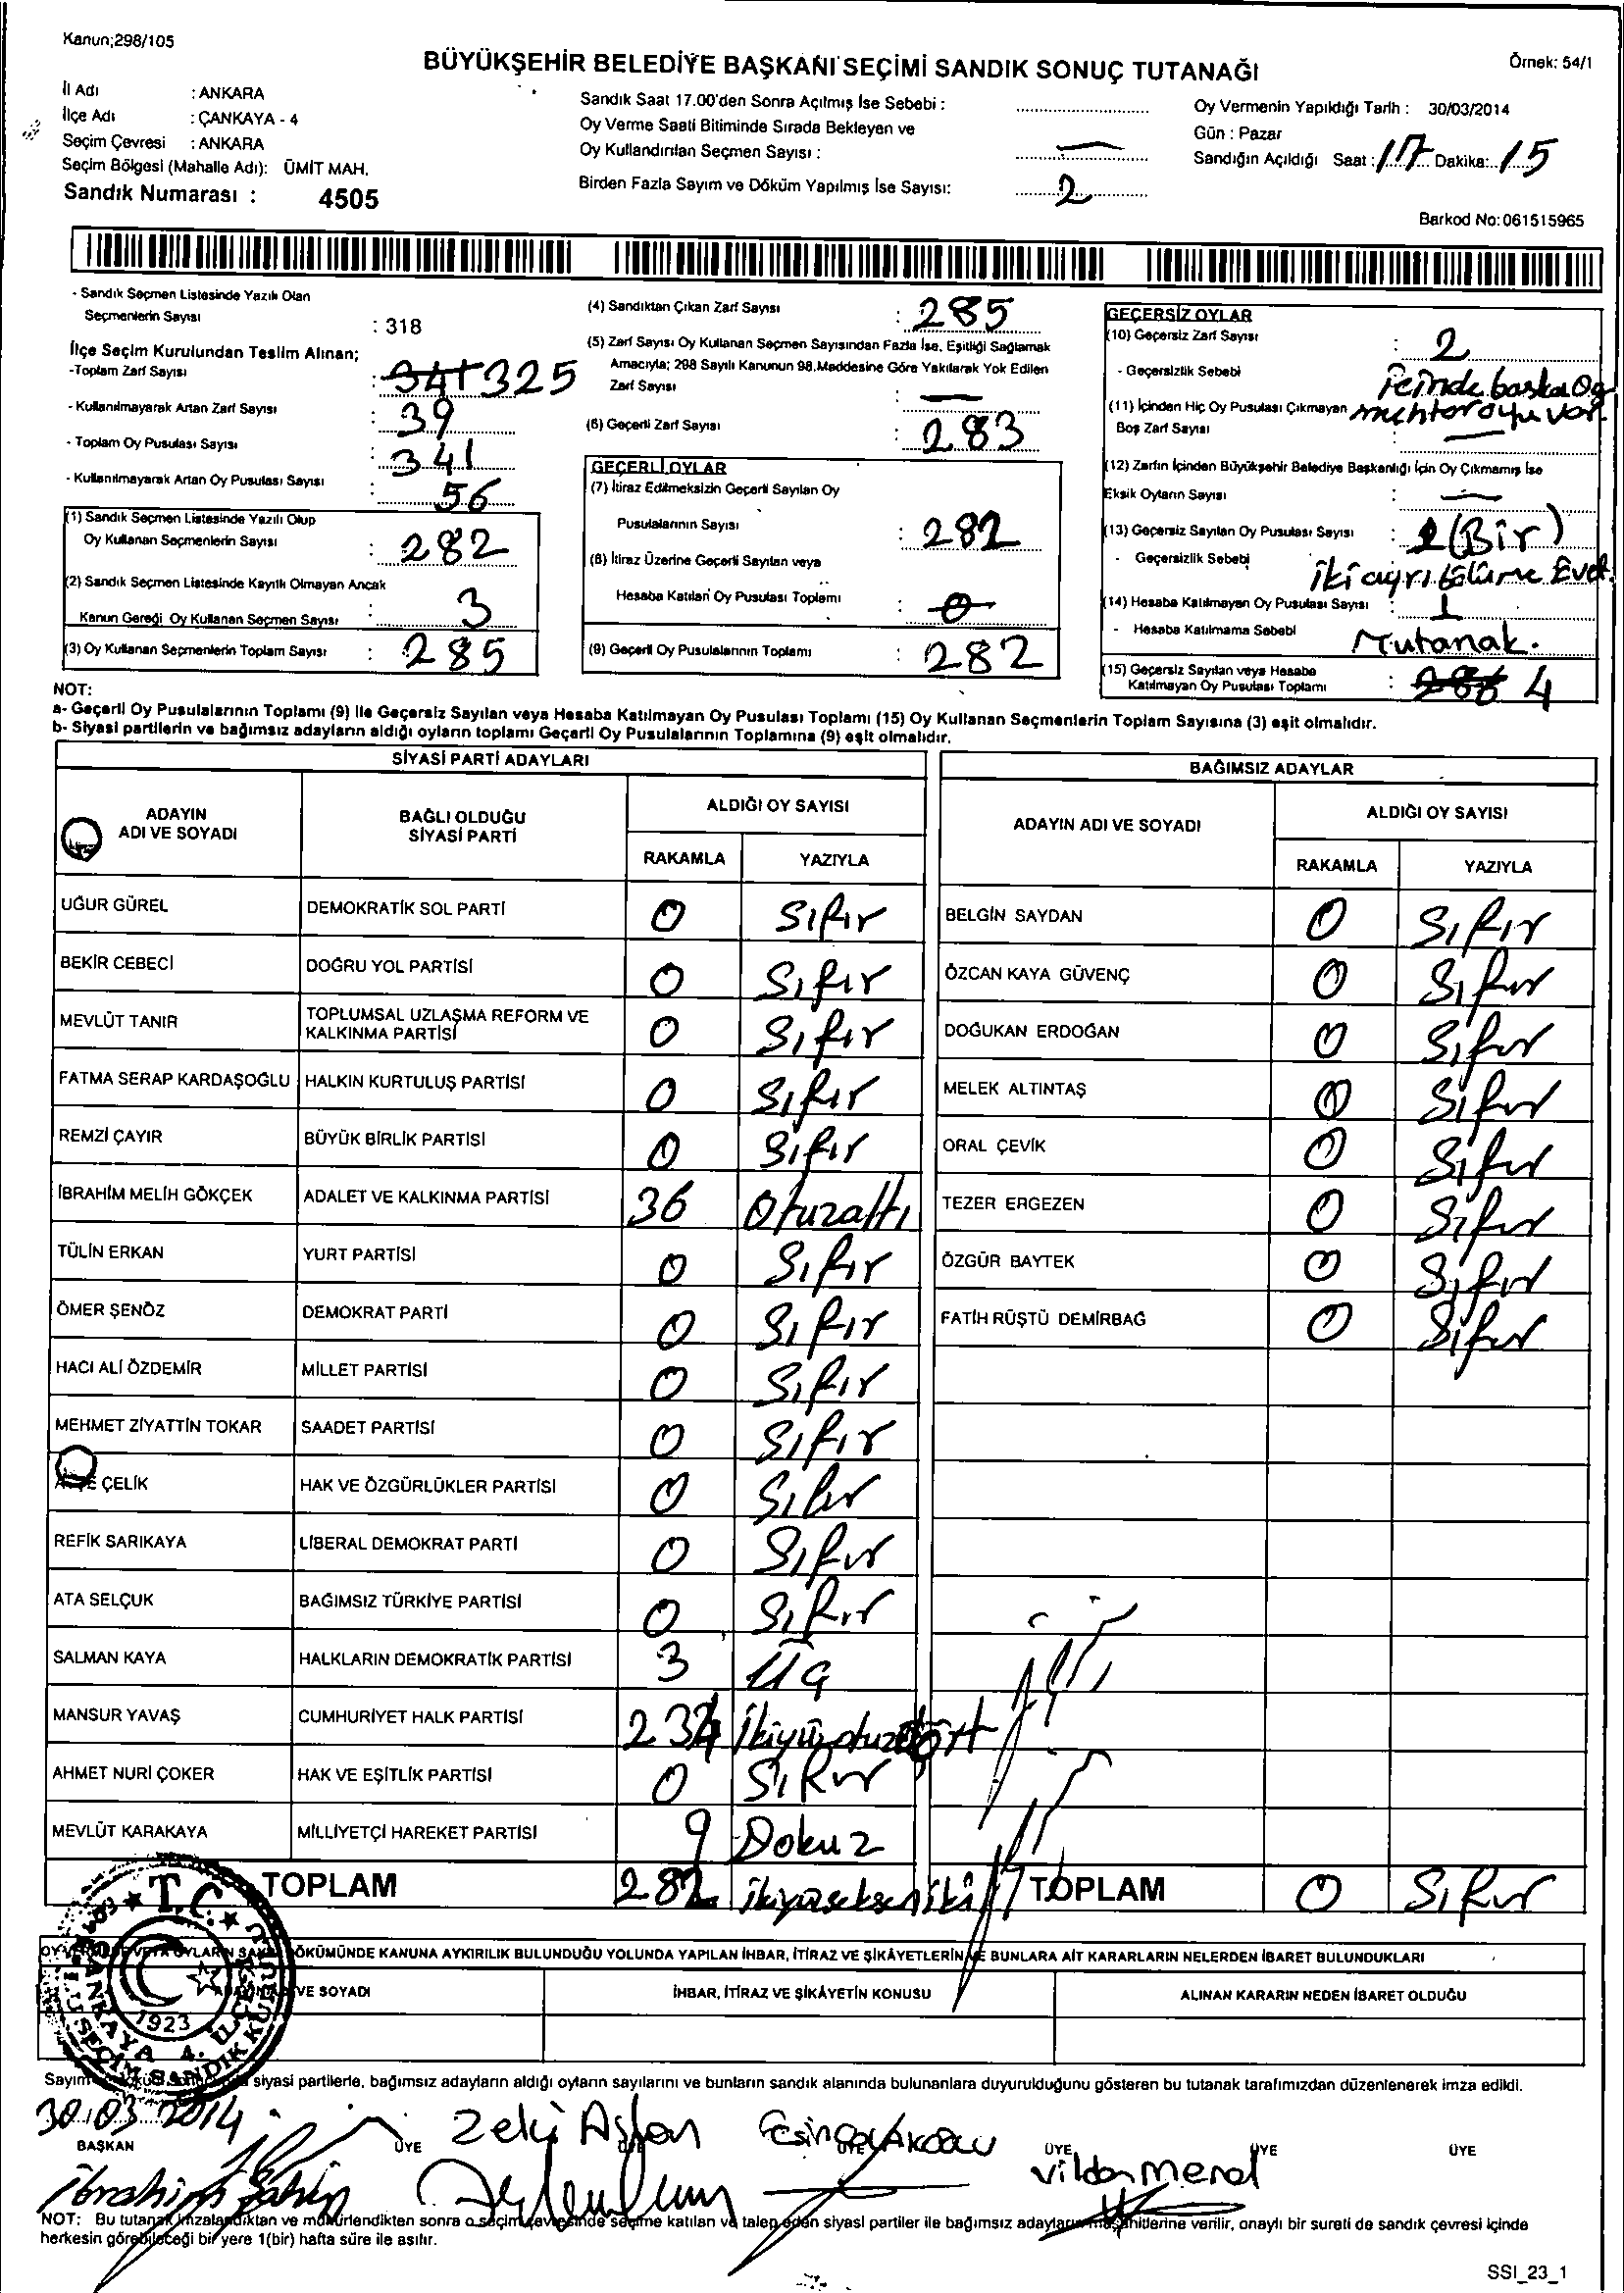 Kanun;298/105
BÜYÜKŞEHİR BELEDİYE BAŞKANI SEÇİMİ SANDIK SONUÇ TUTANAĞI
Örnek: 54/1
İl Adı : ANKARA
İlçe Adı : ÇANKAYA - 4
Seçim Çevresi : ANKARA
Seçim Bölgesi (Mahalle Adı): ÜMİT MAH.
Sandık Numarası : 4505
Sandık Saat 17.00'den Sonra Açılmış İse Sebebi :
Oy Verme Saati Bitiminde Sırada Bekleyen ve
Oy Kullandırılan Seçmen Sayısı : —
Birden Fazla Sayım ve Döküm Yapılmış İse Sayısı: 2
Oy Vermenin Yapıldığı Tarih : 30/03/2014
Gün : Pazar
Sandığın Açıldığı Saat : 17 Dakika: 15
Barkod No: 061515965
- Sandık Seçmen Listesinde Yazılı Olan
Seçmenlerin Sayısı : 318
İlçe Seçim Kurulundan Teslim Alınan;
-Toplam Zarf Sayısı : 341 325
- Kullanılmayarak Artan Zarf Sayısı : 39
- Toplam Oy Pusulası Sayısı : 341
- Kullanılmayarak Artan Oy Pusulası Sayısı : 56
(1) Sandık Seçmen Listesinde Yazılı Olup
Oy Kullanan Seçmenlerin Sayısı : 282
(2) Sandık Seçmen Listesinde Kayıtlı Olmayan Ancak
Kanun Gereği Oy Kullanan Seçmen Sayısı : 3
(3) Oy Kullanan Seçmenlerin Toplam Sayısı : 285
(4) Sandıktan Çıkan Zarf Sayısı : 285
(5) Zarf Sayısı Oy Kullanan Seçmen Sayısından Fazla İse, Eşitliği Sağlamak
Amacıyla; 298 Sayılı Kanunun 98.Maddesine Göre Yakılarak Yok Edilen
Zarf Sayısı : —
(6) Geçerli Zarf Sayısı : 283
GEÇERLİ OYLAR
(7) İtiraz Edilmeksizin Geçerli Sayılan Oy
Pusulalarının Sayısı : 282
(8) İtiraz Üzerine Geçerli Sayılan veya
Hesaba Katılan Oy Pusulası Toplamı : 0
(9) Geçerli Oy Pusulalarının Toplamı : 282
GEÇERSİZ OYLAR
(10) Geçersiz Zarf Sayısı : 2
- Geçersizlik Sebebi içinde başka
(11) İçinden Hiç Oy Pusulası Çıkmayan muhtar oyu var.
Boş Zarf Sayısı : —
(12) Zarfın İçinden Büyükşehir Belediye Başkanlığı İçin Oy Çıkmamış İse
Eksik Oyların Sayısı : —
(13) Geçersiz Sayılan Oy Pusulası Sayısı : 1 (Bir)
- Geçersizlik Sebebi iki ayrı bölüme Evet
(14) Hesaba Katılmayan Oy Pusulası Sayısı : 1
- Hesaba Katılmama Sebebi Tutanak.
(15) Geçersiz Sayılan veya Hesaba
Katılmayan Oy Pusulası Toplamı : 4
NOT:
a- Geçerli Oy Pusulalarının Toplamı (9) ile Geçersiz Sayılan veya Hesaba Katılmayan Oy Pusulası Toplamı (15) Oy Kullanan Seçmenlerin Toplam Sayısına (3) eşit olmalıdır.
b- Siyasi partilerin ve bağımsız adayların aldığı oyların toplamı Geçerli Oy Pusulalarının Toplamına (9) eşit olmalıdır.
SİYASİ PARTİ ADAYLARI
ADAYIN ADI VE SOYADI BAĞLI OLDUĞU SİYASİ PARTİ ALDIĞI OY SAYISI
RAKAMLA YAZIYLA
UĞUR GÜREL DEMOKRATİK SOL PARTİ 0 Sıfır
BEKİR CEBECİ DOĞRU YOL PARTİSİ 0 Sıfır
MEVLÜT TANIR TOPLUMSAL UZLAŞMA REFORM VE KALKINMA PARTİSİ 0 Sıfır
FATMA SERAP KARDAŞOĞLU HALKIN KURTULUŞ PARTİSİ 0 Sıfır
REMZİ ÇAYIR BÜYÜK BİRLİK PARTİSİ 0 Sıfır
İBRAHİM MELİH GÖKÇEK ADALET VE KALKINMA PARTİSİ 36 Otuzaltı
TÜLİN ERKAN YURT PARTİSİ 0 Sıfır
ÖMER ŞENÖZ DEMOKRAT PARTİ 0 Sıfır
HACI ALİ ÖZDEMİR MİLLET PARTİSİ 0 Sıfır
MEHMET ZİYATTİN TOKAR SAADET PARTİSİ 0 Sıfır
ÇELİK HAK VE ÖZGÜRLÜKLER PARTİSİ 0 Sıfır
REFİK SARIKAYA LİBERAL DEMOKRAT PARTİ 0 Sıfır
ATA SELÇUK BAĞIMSIZ TÜRKİYE PARTİSİ 0 Sıfır
SALMAN KAYA HALKLARIN DEMOKRATİK PARTİSİ 3 Üç
MANSUR YAVAŞ CUMHURİYET HALK PARTİSİ 234 İkiyüzotuzdört
AHMET NURİ ÇOKER HAK VE EŞİTLİK PARTİSİ 0 Sıfır
MEVLÜT KARAKAYA MİLLİYETÇİ HAREKET PARTİSİ 9 Dokuz
TOPLAM 282 ikiyüzseksen iki
BAĞIMSIZ ADAYLAR
ADAYIN ADI VE SOYADI ALDIĞI OY SAYISI
RAKAMLA YAZIYLA
BELGİN SAYDAN 0 Sıfır
ÖZCAN KAYA GÜVENÇ 0 Sıfır
DOĞUKAN ERDOĞAN 0 Sıfır
MELEK ALTINTAŞ 0 Sıfır
ORAL ÇEVİK 0 Sıfır
TEZER ERGEZEN 0 Sıfır
ÖZGÜR BAYTEK 0 Sıfır
FATİH RÜŞTÜ DEMİRBAĞ 0 Sıfır
TOPLAM 0 Sıfır
T.C.
1923
ÖKÜMÜNDE KANUNA AYKIRILIK BULUNDUĞU YOLUNDA YAPILAN İHBAR, İTİRAZ VE ŞİKÂYETLERİN VE BUNLARA AİT KARARLARIN NELERDEN İBARET BULUNDUKLARI
VE SOYADI İHBAR, İTİRAZ VE ŞİKÂYETİN KONUSU ALINAN KARARIN NEDEN İBARET OLDUĞU
Sayım siyasi partilerle, bağımsız adayların aldığı oyların sayılarını ve bunların sandık alanında bulunanlara duyurulduğunu gösteren bu tutanak tarafımızdan düzenlenerek imza edildi.
30.03.2014
BAŞKAN ÜYE ÜYE ÜYE ÜYE ÜYE ÜYE
İbrahim Şahin Zeki Aslan Vildan Meral
NOT: Bu tutanak imzalandıktan ve mühürlendikten sonra o seçim çevresinde seçime katılan ve talep eden siyasi partiler ile bağımsız adayların müşahitlerine verilir, onaylı bir sureti de sandık çevresi içinde
herkesin görebileceği bir yere 1(bir) hafta süre ile asılır.
SSI_23_1